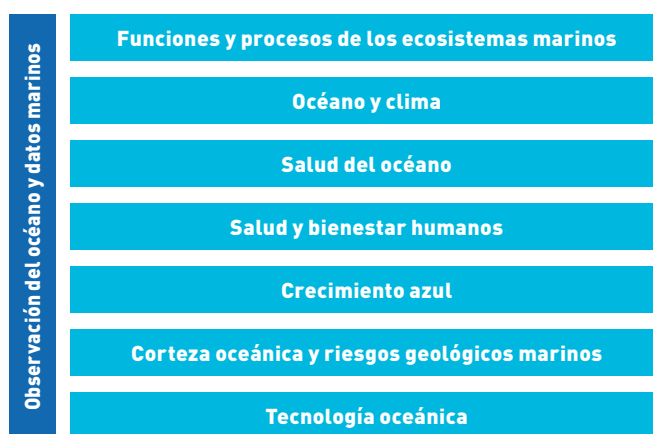 Observación del océano y datos marinos
Funciones y procesos de los ecosistemas marinos
Océano y clima
Salud del océano
Salud y bienestar humanos
Crecimiento azul
Corteza oceánica y riesgos geológicos marinos
Tecnología oceánica